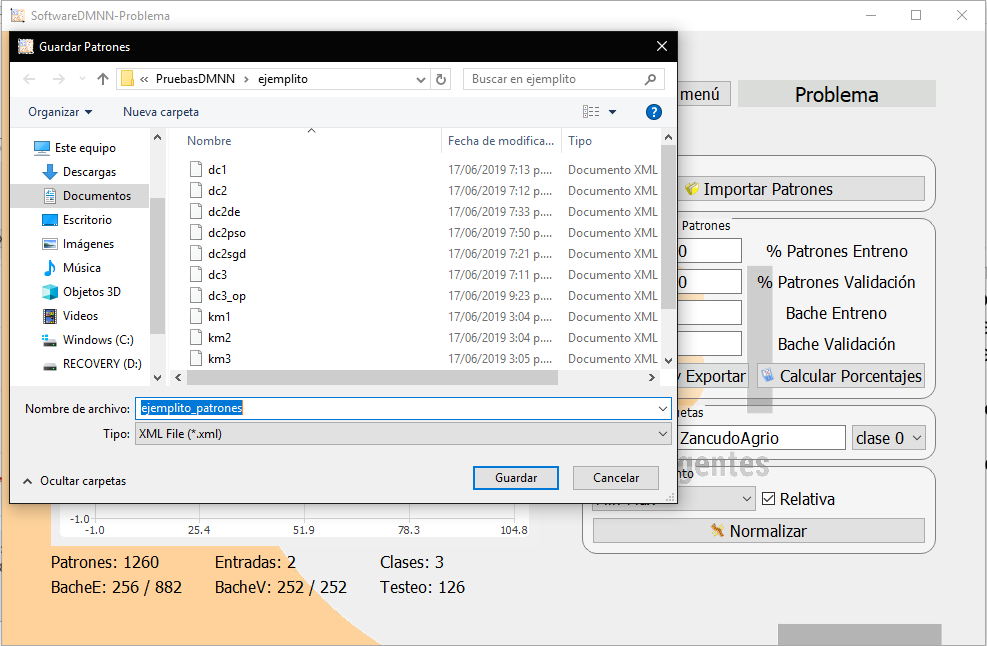 SoftwareDMNN-Problema
Guardar Patrones
« PruebasDMNN › ejemplito
Buscar en ejemplito
Organizar
Nueva carpeta
Nombre
Fecha de modifica...
Tipo
Este equipo
Descargas
Documentos
Escritorio
Imágenes
Música
Objetos 3D
Videos
Windows (C:)
RECOVERY (D:)
dc1 17/06/2019 7:13 p.... Documento XML
dc2 17/06/2019 7:12 p.... Documento XML
dc2de 17/06/2019 7:33 p.... Documento XML
dc2pso 17/06/2019 7:50 p.... Documento XML
dc2sgd 17/06/2019 7:21 p.... Documento XML
dc3 17/06/2019 7:11 p.... Documento XML
dc3_op 17/06/2019 9:23 p.... Documento XML
km1 17/06/2019 3:04 p.... Documento XML
km2 17/06/2019 3:04 p.... Documento XML
km3 17/06/2019 3:05 p.... Documento XML
Nombre de archivo: ejemplito_patrones
Tipo: XML File (*.xml)
Ocultar carpetas
Guardar
Cancelar
menú
Problema
Importar Patrones
Patrones
0 % Patrones Entreno
0 % Patrones Validación
Bache Entreno
Bache Validación
y Exportar
Calcular Porcentajes
etas
ZancudoAgrio
clase 0
gentes
nto
Relativa
Normalizar
-1.0
-1.0 25.4 51.9 78.3 104.8
Patrones: 1260 Entradas: 2 Clases: 3
BacheE: 256 / 882 BacheV: 252 / 252 Testeo: 126